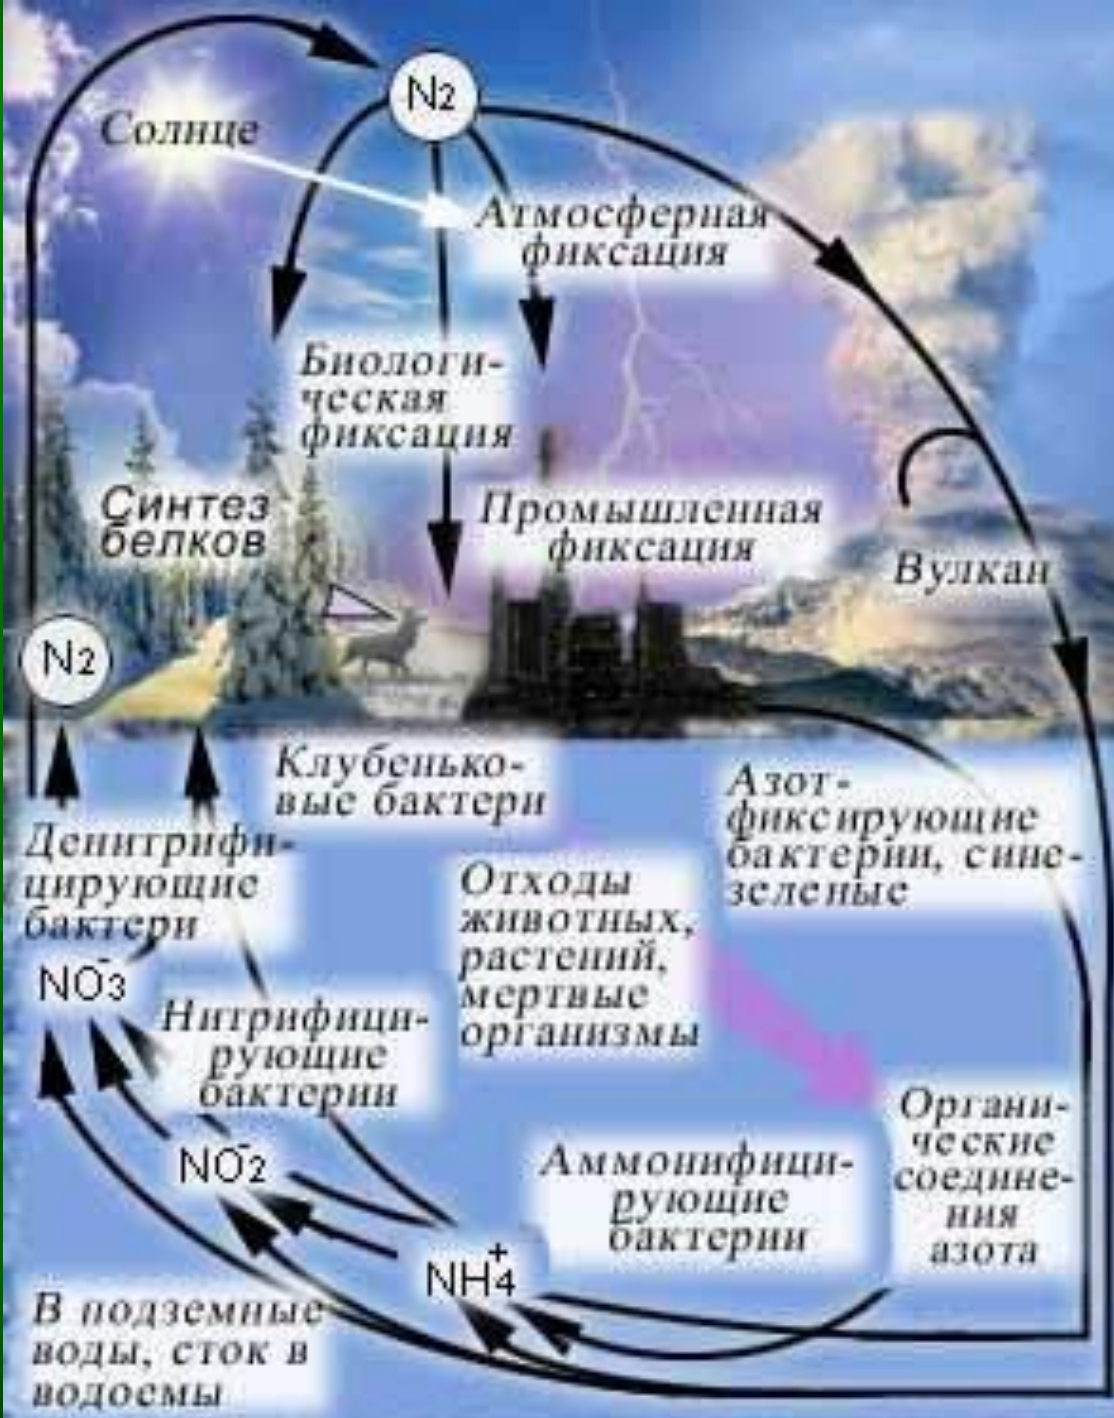 N2
Солнце
Атмосферная
фиксация
Биологи-
ческая
фиксация
Синтез
белков
Промышленная
фиксация
Вулкан
N2
Клубенько-
вые бактери
Азот-
фиксирующие
бактерии, сине-
зеленые
Денитрифи-
цирующие
бактери
Отходы
животных,
растений,
мертвые
организмы
NO3-
Нитрифици-
рующие
бактерии
Органи-
ческие
соедине-
ния
азота
NO2-
Аммонифици-
рующие
бактерии
NH4+
В подземные
воды, сток в
водоемы